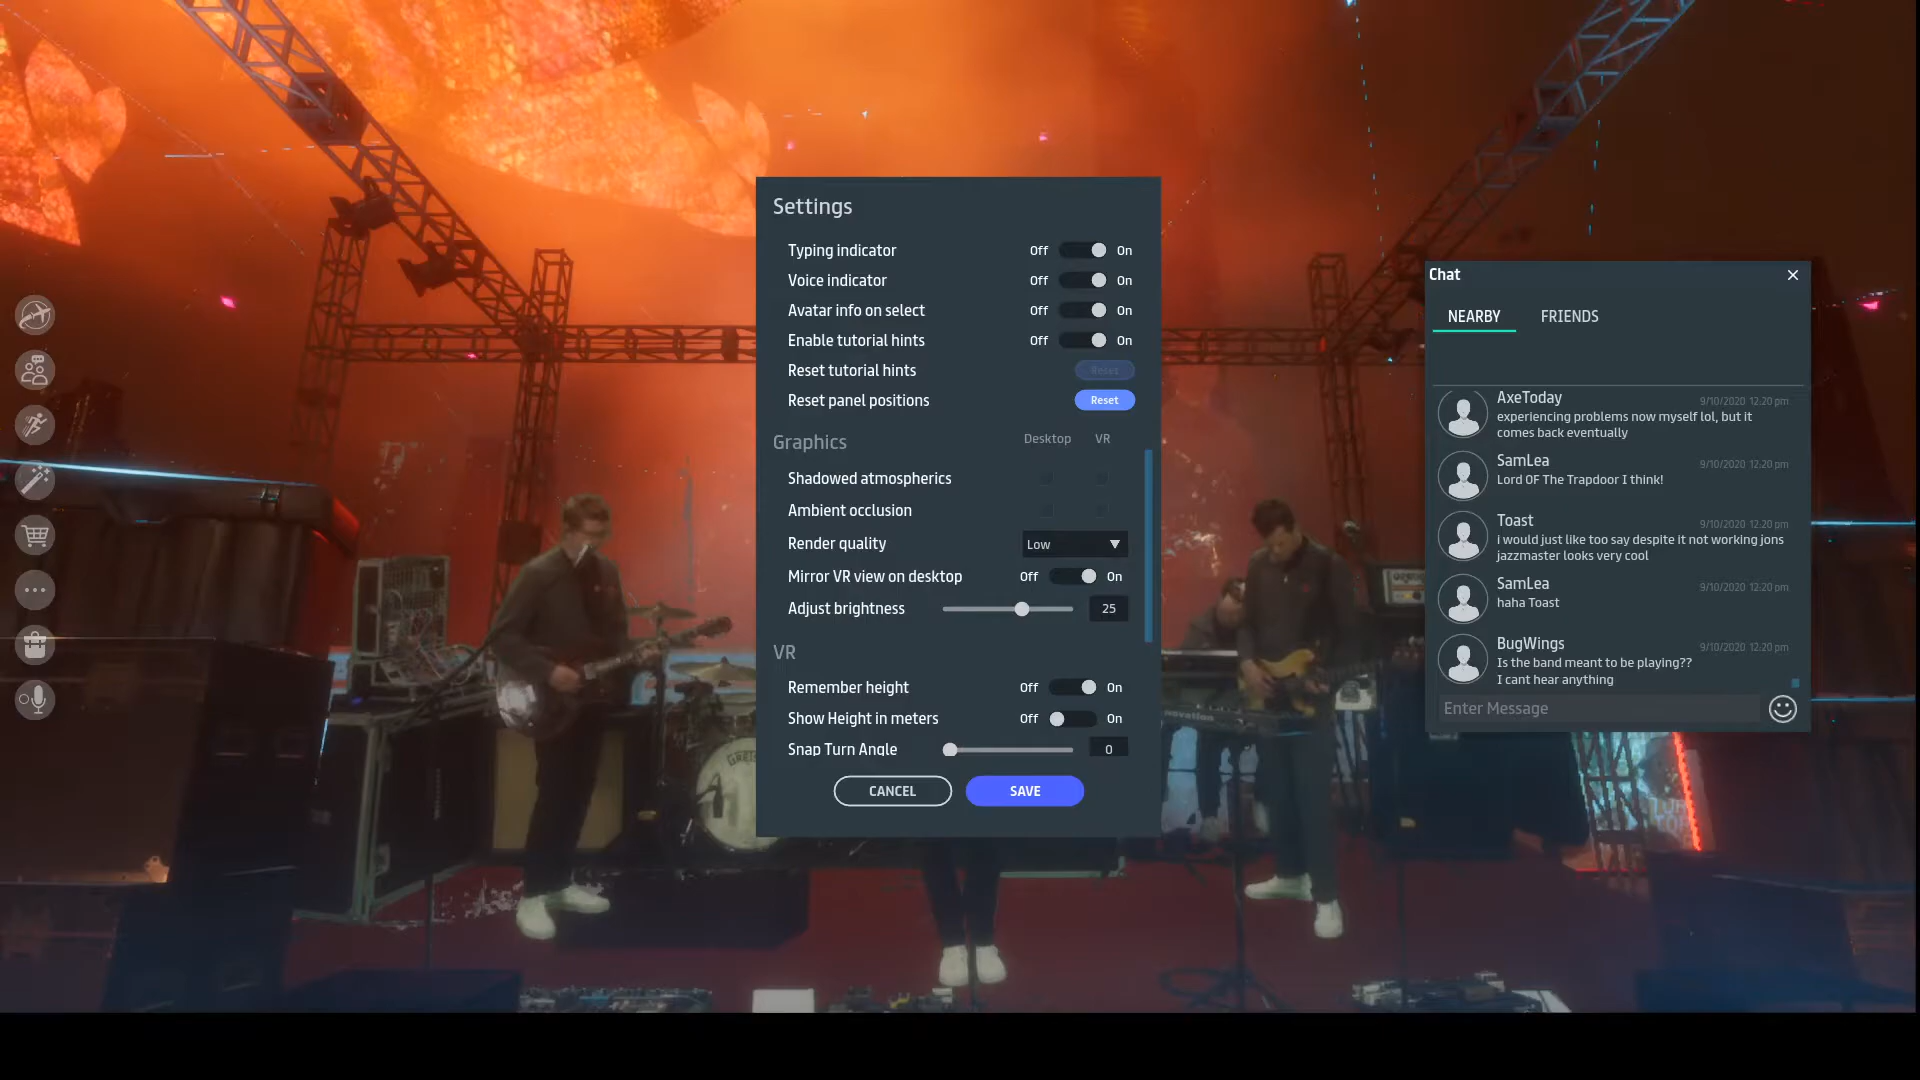 Settings
Typing indicator Off On
Voice indicator Off On
Avatar info on select Off On
Enable tutorial hints Off On
Reset tutorial hints Reset
Reset panel positions Reset
Graphics Desktop VR
Shadowed atmospherics
Ambient occlusion
Render quality Low
Mirror VR view on desktop Off On
Adjust brightness 25
VR
Remember height Off On
Show Height in meters Off On
Snap Turn Angle 0
CANCEL SAVE
Chat
NEARBY FRIENDS
AxeToday 9/10/2020 12:20 pm
experiencing problems now myself lol, but it
comes back eventually
SamLea 9/10/2020 12:20 pm
Lord OF The Trapdoor I think!
Toast 9/10/2020 12:20 pm
i would just like too say despite it not working jons
jazzmaster looks very cool
SamLea 9/10/2020 12:20 pm
haha Toast
BugWings 9/10/2020 12:20 pm
Is the band meant to be playing??
I cant hear anything
Enter Message
novation